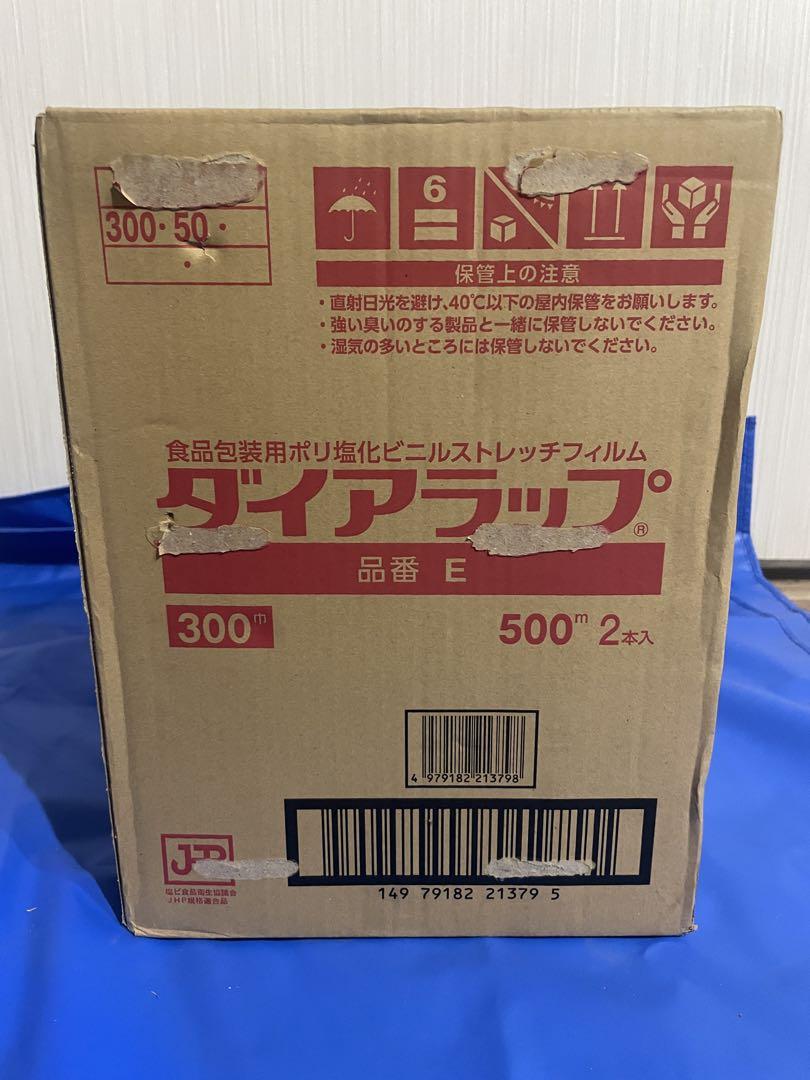 300・50・
・
6
保管上の注意
・直射日光を避け、40℃以下の屋内保管をお願いします。
・強い臭いのする製品と一緒に保管しないでください。
・湿気の多いところには保管しないでください。
食品包装用ポリ塩化ビニルストレッチフィルム
ダイアラップ®
品番 E
300巾
500m 2本入
4 979182 213798
149 79182 21379 5
塩ビ食品衛生協議会
JHP規格適合品